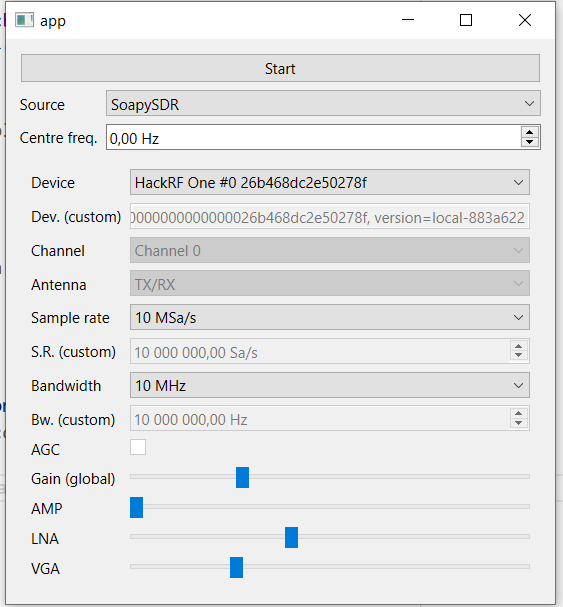 app
Start
Source SoapySDR
Centre freq. 0,00 Hz
Device HackRF One #0 26b468dc2e50278f
Dev. (custom) 0000000000000026b468dc2e50278f, version=local-883a622
Channel Channel 0
Antenna TX/RX
Sample rate 10 MSa/s
S.R. (custom) 10 000 000,00 Sa/s
Bandwidth 10 MHz
Bw. (custom) 10 000 000,00 Hz
AGC
Gain (global)
AMP
LNA
VGA